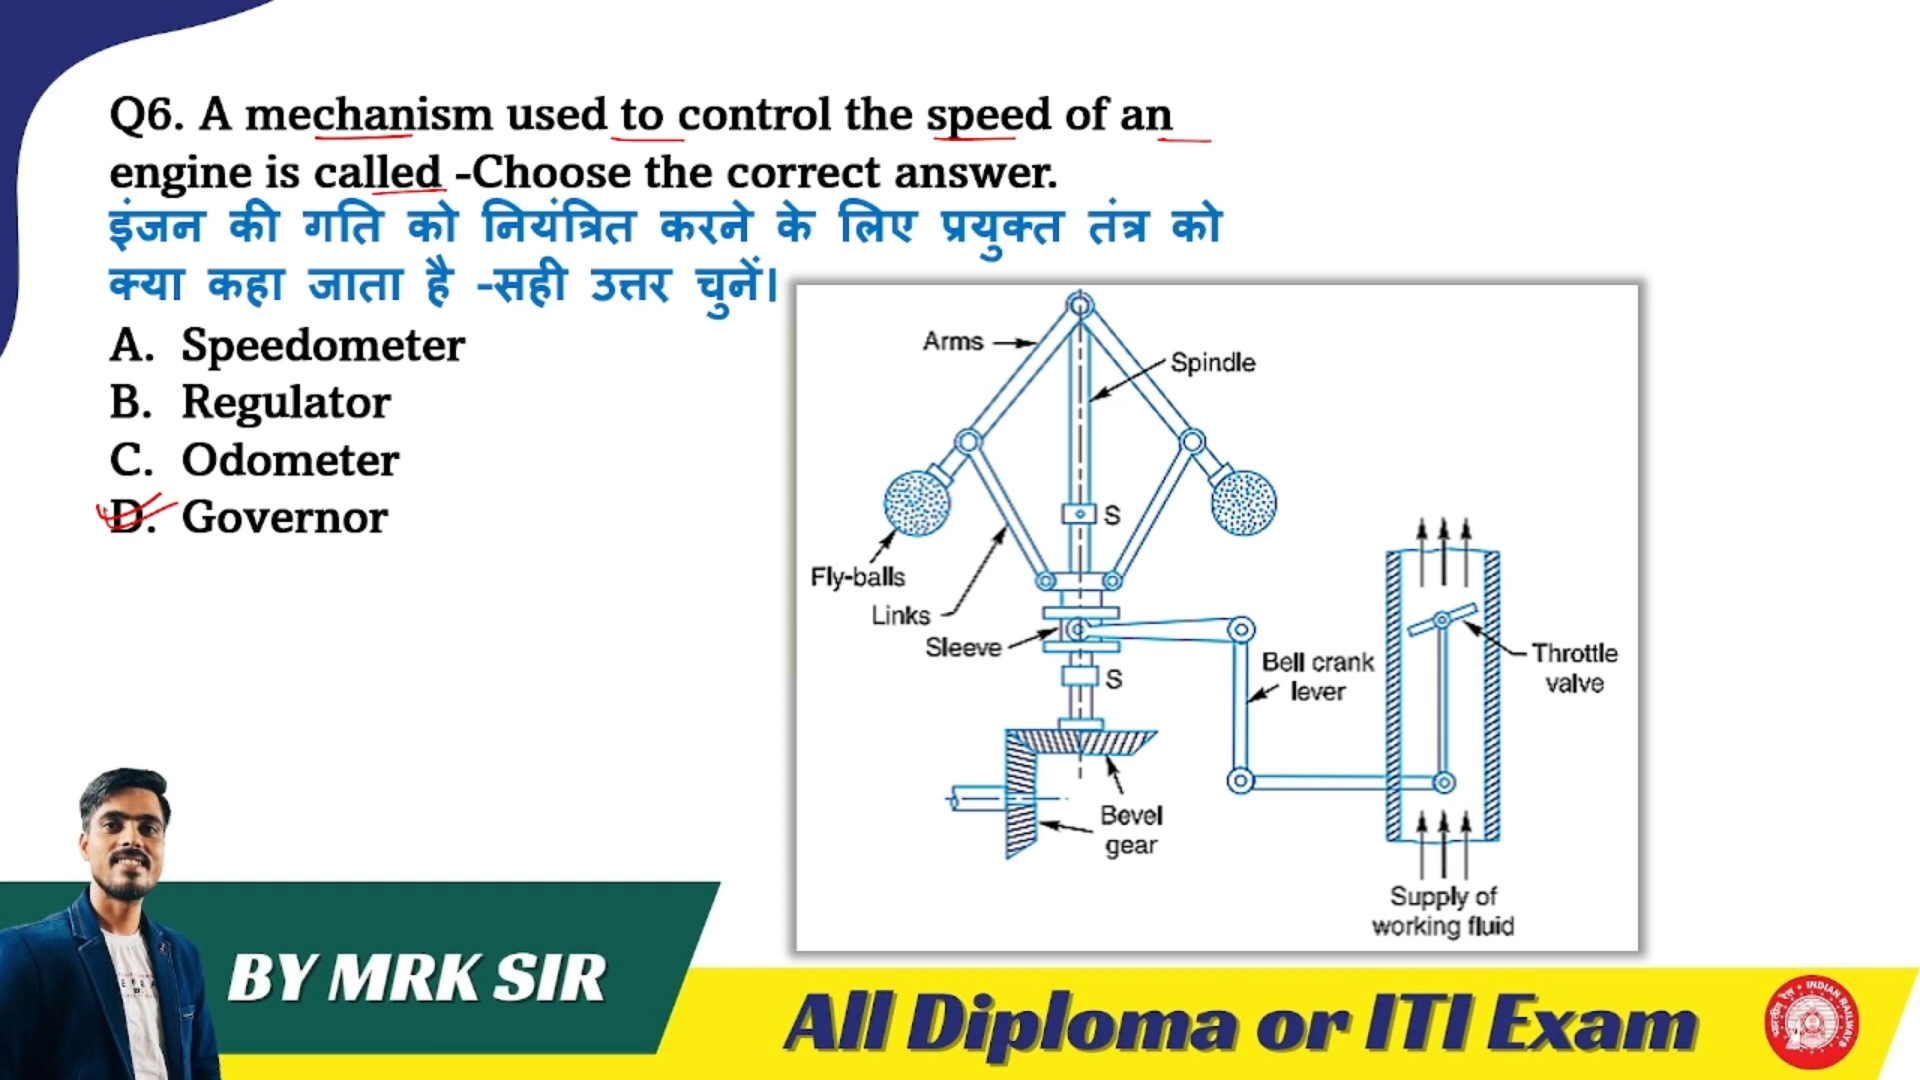 Q6. A mechanism used to control the speed of an
engine is called -Choose the correct answer.
इंजन की गति को नियंत्रित करने के लिए प्रयुक्त तंत्र को
क्या कहा जाता है -सही उत्तर चुनें।
A. Speedometer
B. Regulator
C. Odometer
D. Governor
Arms
Spindle
S
Fly-balls
Links
Sleeve
S
Bell crank
lever
Throttle
valve
Bevel
gear
Supply of
working fluid
BY MRK SIR
All Diploma or ITI Exam
INDIAN RAILWAYS